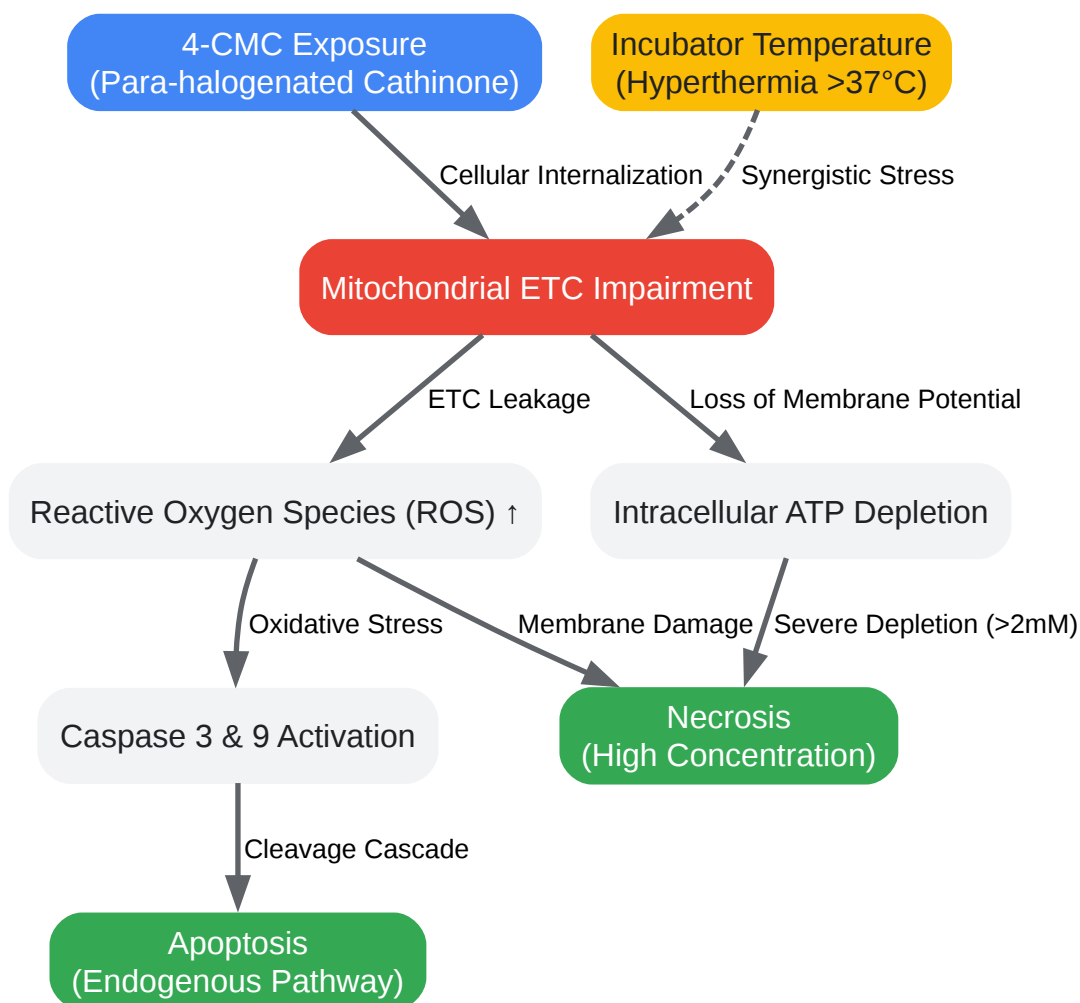 4-CMC Exposure
(Para-halogenated Cathinone)
Incubator Temperature
(Hyperthermia >37°C)
Cellular Internalization
Synergistic Stress
Mitochondrial ETC Impairment
ETC Leakage
Loss of Membrane Potential
Reactive Oxygen Species (ROS) ↑
Intracellular ATP Depletion
Oxidative Stress
Membrane Damage
Severe Depletion (>2mM)
Caspase 3 & 9 Activation
Necrosis
(High Concentration)
Cleavage Cascade
Apoptosis
(Endogenous Pathway)